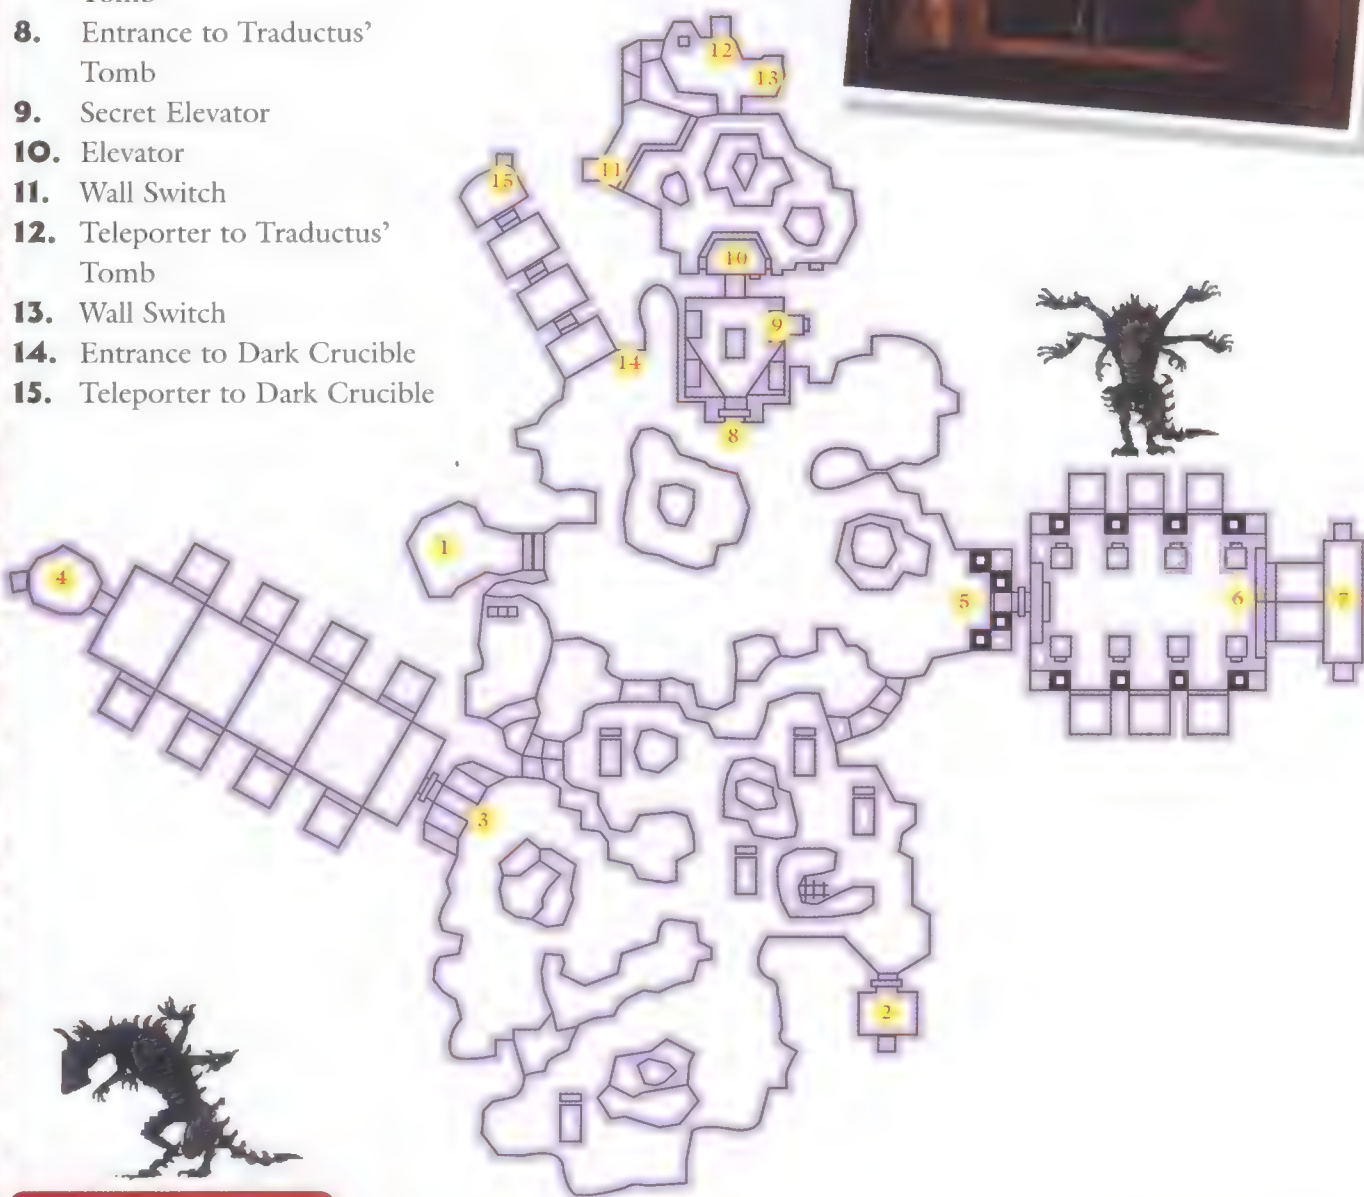 Tomb
8. Entrance to Traductus'
Tomb
9. Secret Elevator
10. Elevator
11. Wall Switch
12. Teleporter to Traductus'
Tomb
13. Wall Switch
14. Entrance to Dark Crucible
15. Teleporter to Dark Crucible
12
13
15
11
10
9
14
8
1
4
5
6
7
3
2